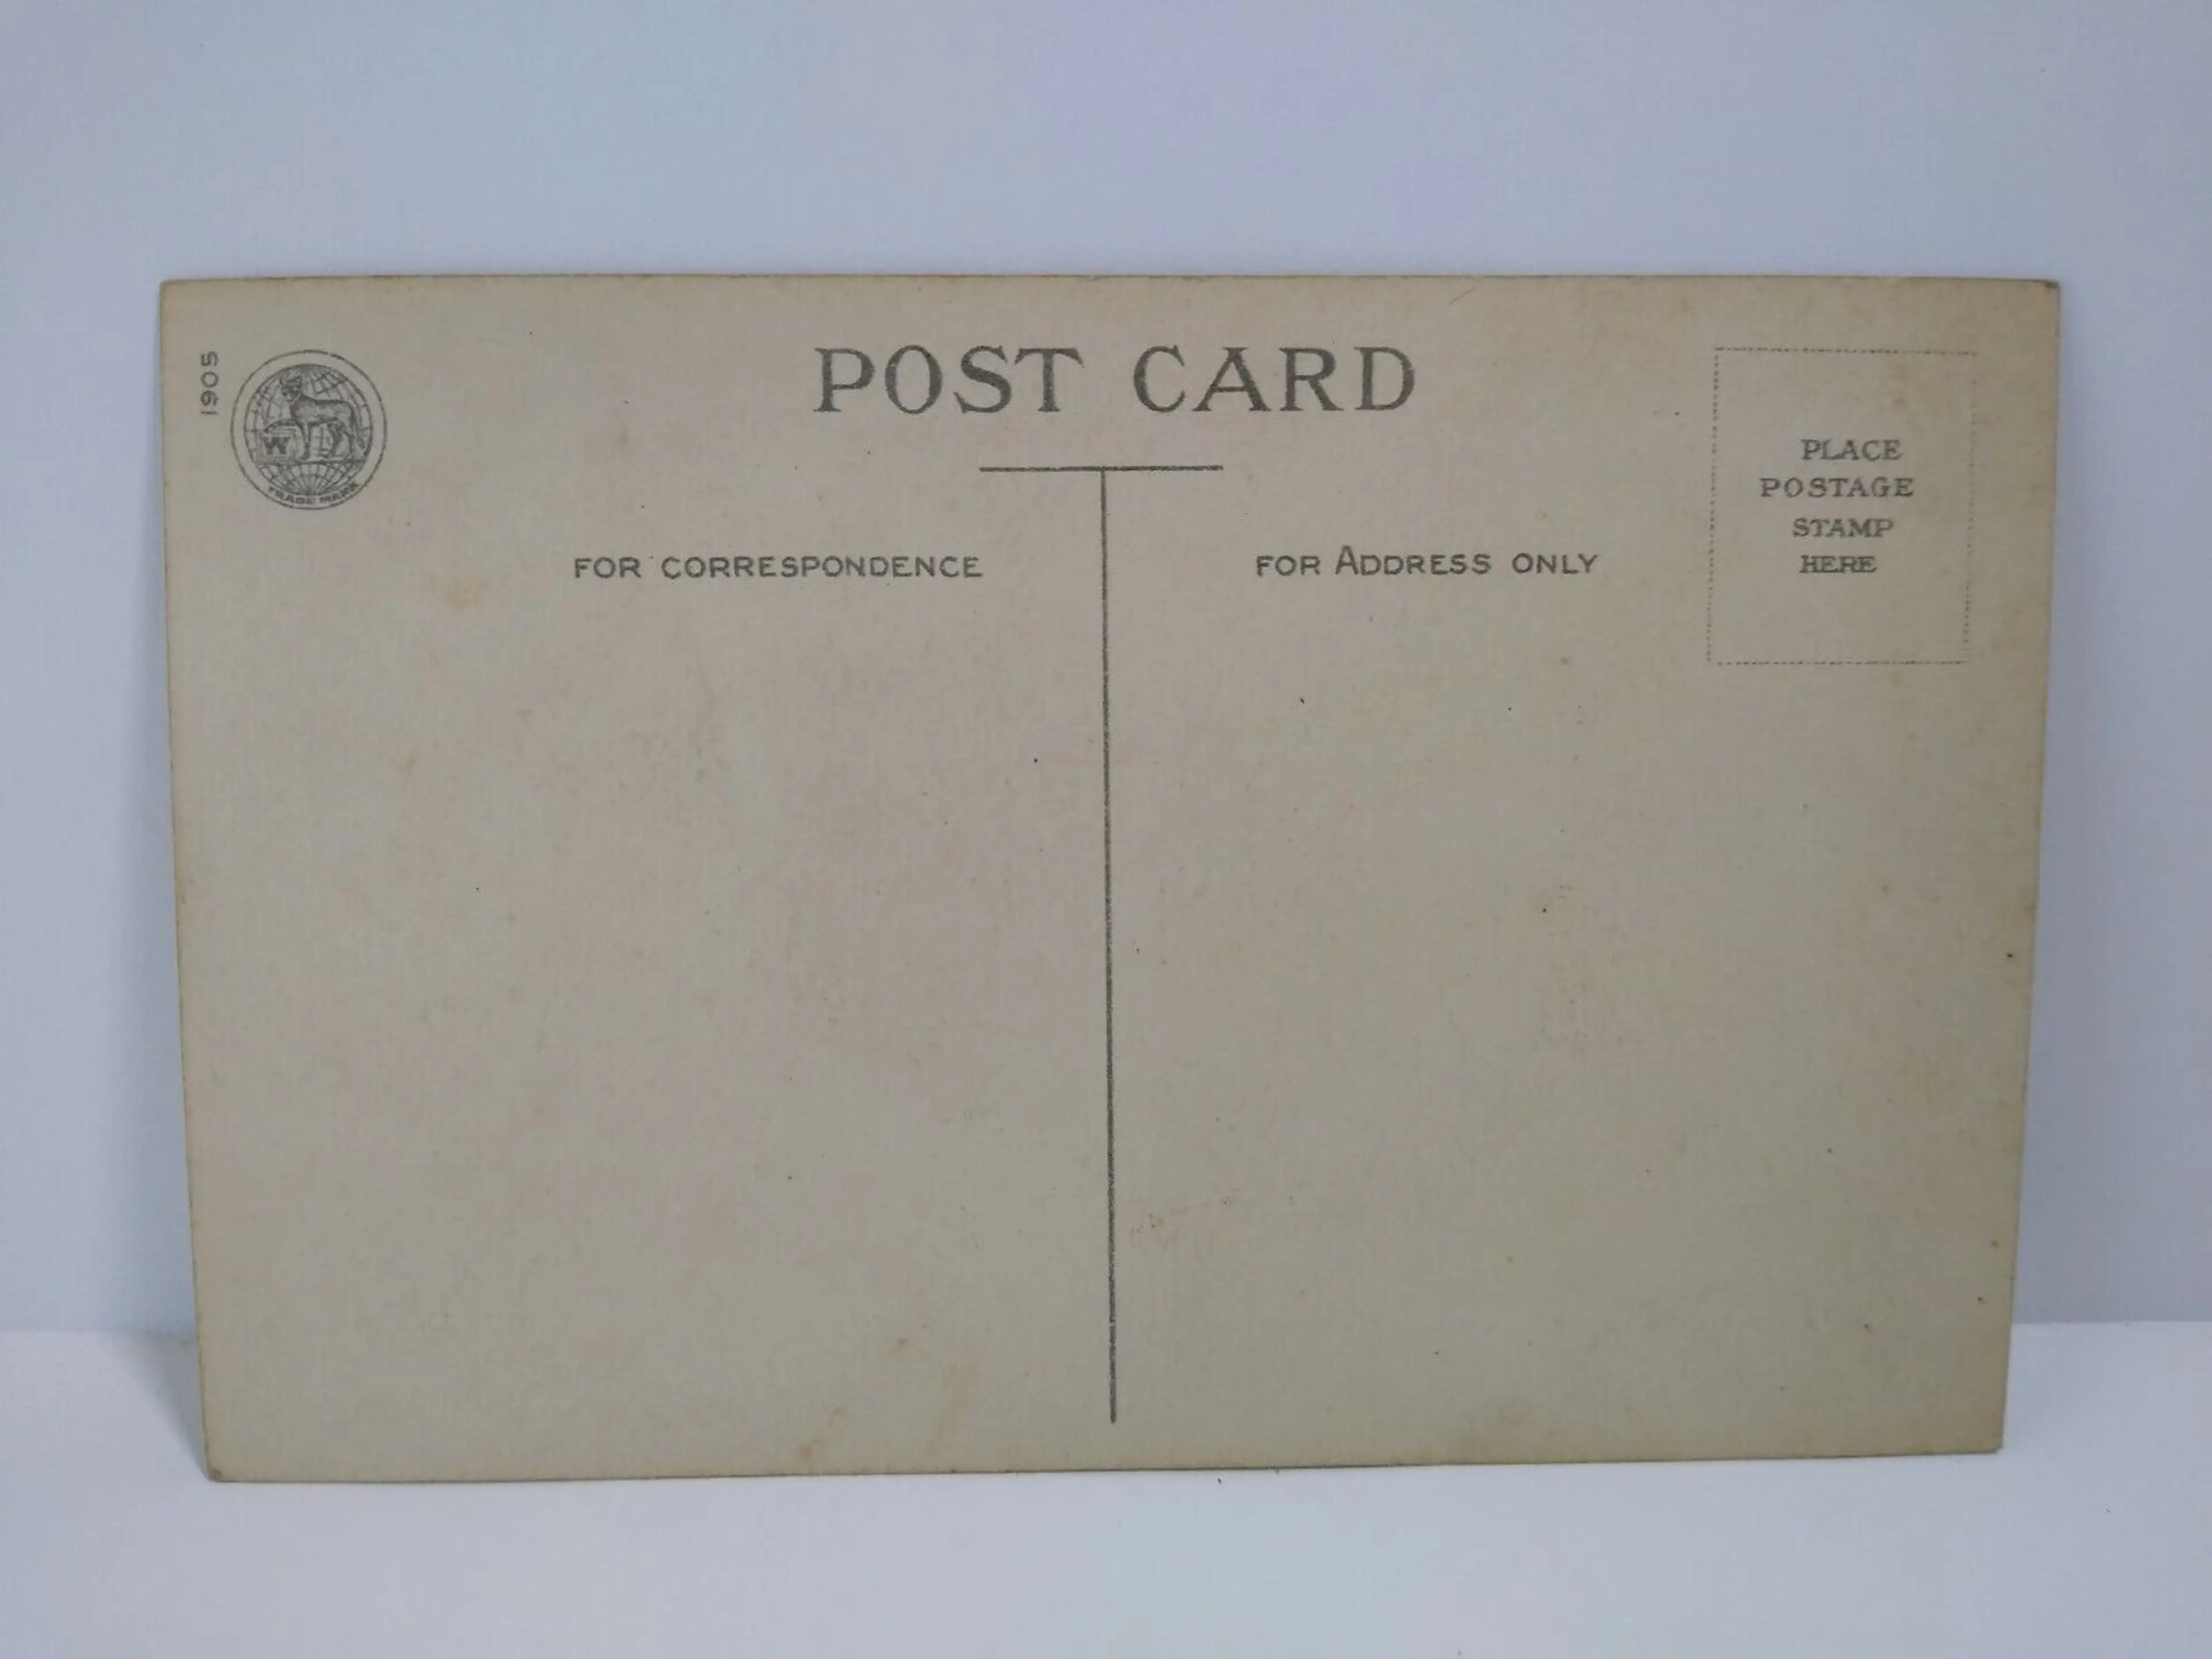 1905
W
TRADE MARK
POST CARD
FOR CORRESPONDENCE
FOR ADDRESS ONLY
PLACE
POSTAGE
STAMP
HERE